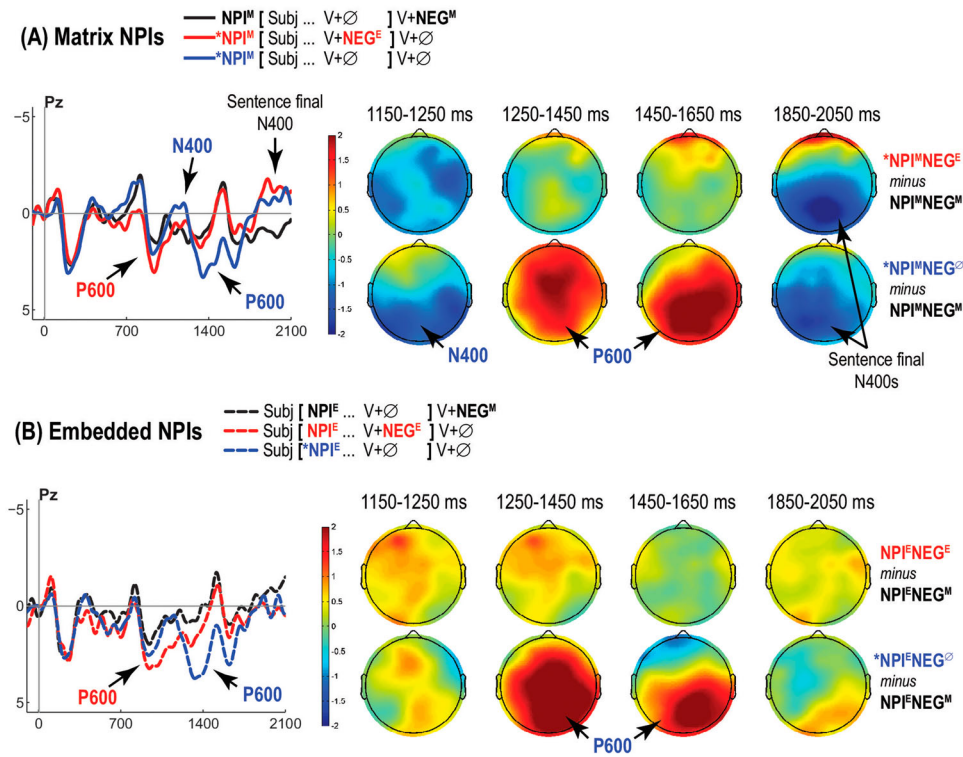 (A) Matrix NPIs
NPIᴹ [ Subj ... V+∅ ] V+NEGᴹ
*NPIᴹ [ Subj ... V+NEGᴱ ] V+∅
*NPIᴹ [ Subj ... V+∅ ] V+∅
Pz
−5
0
5
0 700 1400 2100
Sentence final
N400
N400
P600
P600
2
1.5
1
0.5
0
-0.5
-1
-1.5
-2
1150-1250 ms 1250-1450 ms 1450-1650 ms 1850-2050 ms
*NPIᴹNEGᴱ
minus
NPIᴹNEGᴹ
*NPIᴹNEG^∅
minus
NPIᴹNEGᴹ
N400
P600
Sentence final
N400s
(B) Embedded NPIs
Subj [ NPIᴱ ... V+∅ ] V+NEGᴹ
Subj [ NPIᴱ ... V+NEGᴱ ] V+∅
Subj [*NPIᴱ ... V+∅ ] V+∅
Pz
−5
0
5
0 700 1400 2100
P600
P600
2
1.5
1
0.5
0
-0.5
-1
-1.5
-2
1150-1250 ms 1250-1450 ms 1450-1650 ms 1850-2050 ms
NPIᴱNEGᴱ
minus
NPIᴱNEGᴹ
*NPIᴱNEG^∅
minus
NPIᴱNEGᴹ
P600